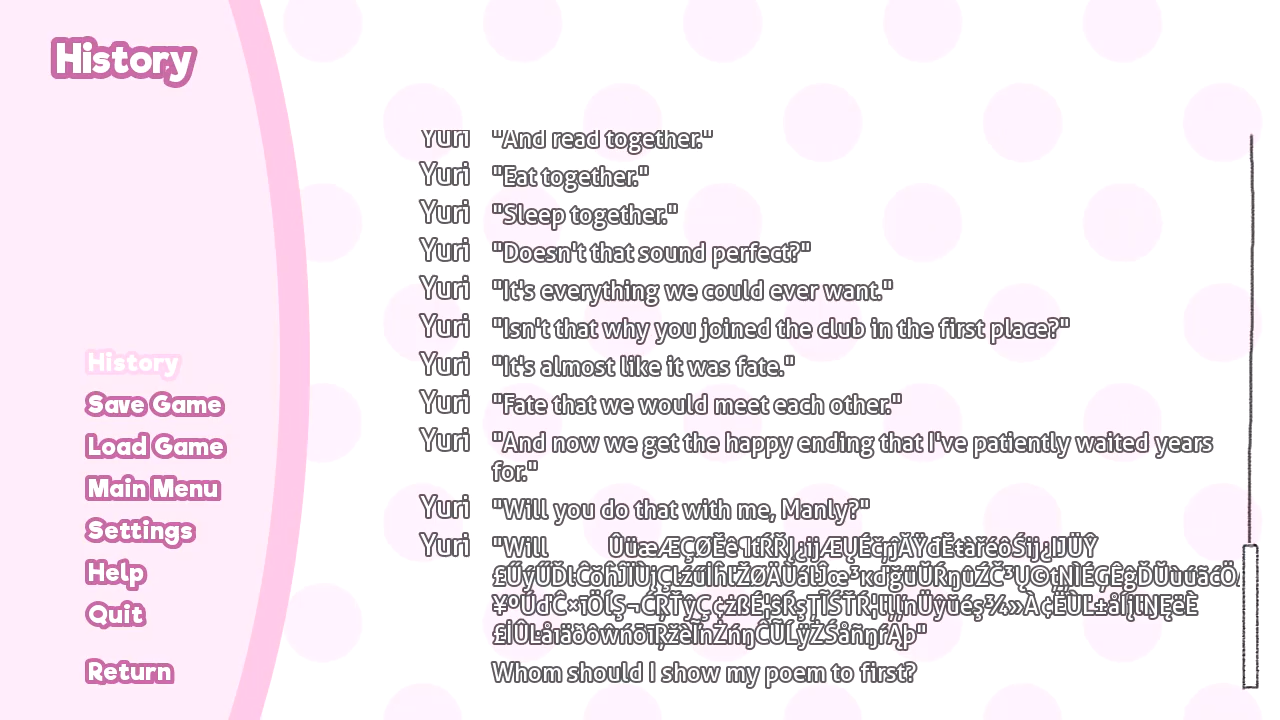 History
Yuri "And read together."
Yuri "Eat together."
Yuri "Sleep together."
Yuri "Doesn't that sound perfect?"
Yuri "It's everything we could ever want."
Yuri "Isn't that why you joined the club in the first place?"
Yuri "It's almost like it was fate."
Yuri "Fate that we would meet each other."
Yuri "And now we get the happy ending that I've patiently waited years
for."
Yuri "Will you do that with me, Manly?"
Yuri "Will
Whom should I show my poem to first?
History
Save Game
Load Game
Main Menu
Settings
Help
Quit
Return